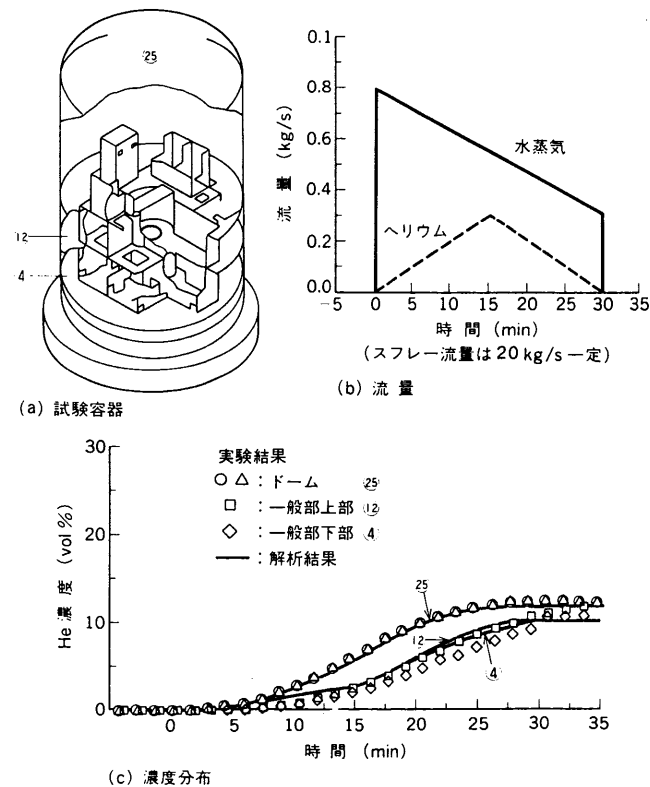 25
12
4
(a) 試験容器
0.1
0.8
0.6
0.4
0.2
0.0
流量 (kg/s)
水蒸気
ヘリウム
-5 0 5 10 15 20 25 30 35
時間 (min)
(スプレー流量は20 kg/s 一定)
(b) 流量
30
20
10
0
He 濃度 (vol %)
実験結果
○ △ : ドーム 25
□ : 一般部上部 12
◇ : 一般部下部 4
— : 解析結果
25
12
4
0 5 10 15 20 25 30 35
時間 (min)
(c) 濃度分布